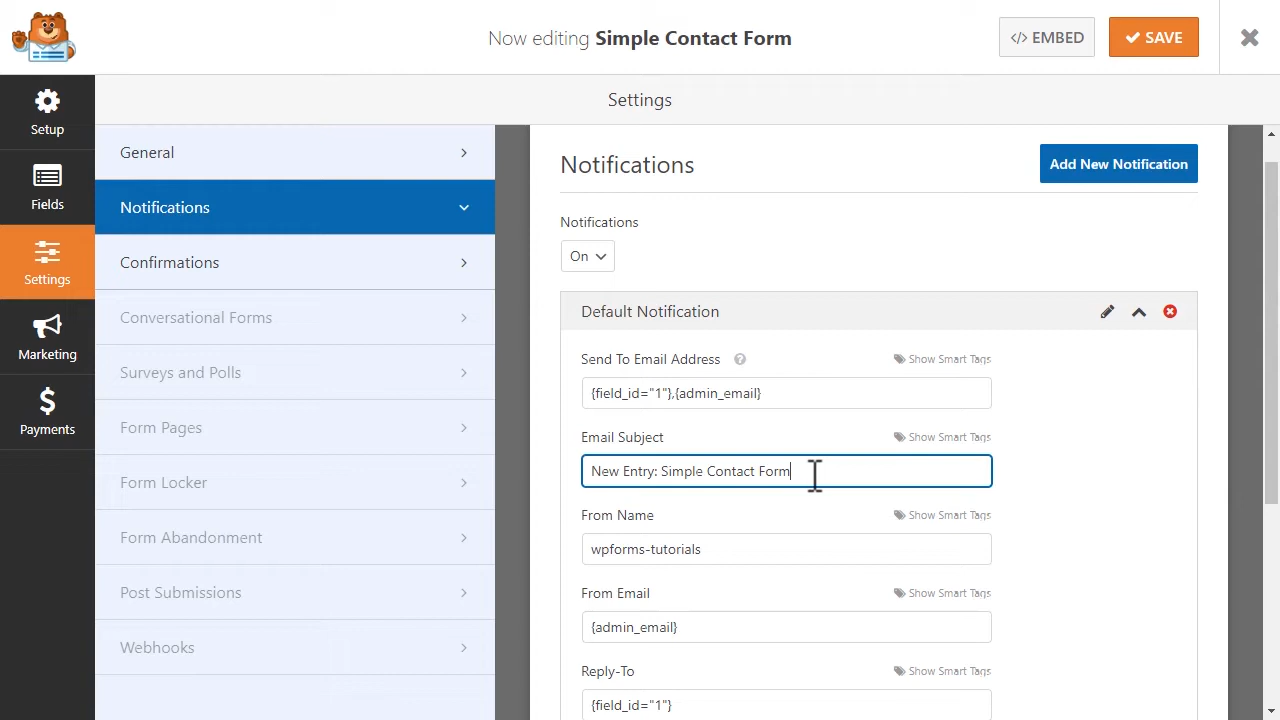 Now editing Simple Contact Form
</> EMBED
SAVE
Settings
Setup
Fields
Settings
Marketing
Payments
General
Notifications
Confirmations
Conversational Forms
Surveys and Polls
Form Pages
Form Locker
Form Abandonment
Post Submissions
Webhooks
Notifications
Add New Notification
Notifications
On
Default Notification
Send To Email Address
Show Smart Tags
{field_id="1"},{admin_email}
Email Subject
Show Smart Tags
New Entry: Simple Contact Form
From Name
Show Smart Tags
wpforms-tutorials
From Email
Show Smart Tags
{admin_email}
Reply-To
Show Smart Tags
{field_id="1"}